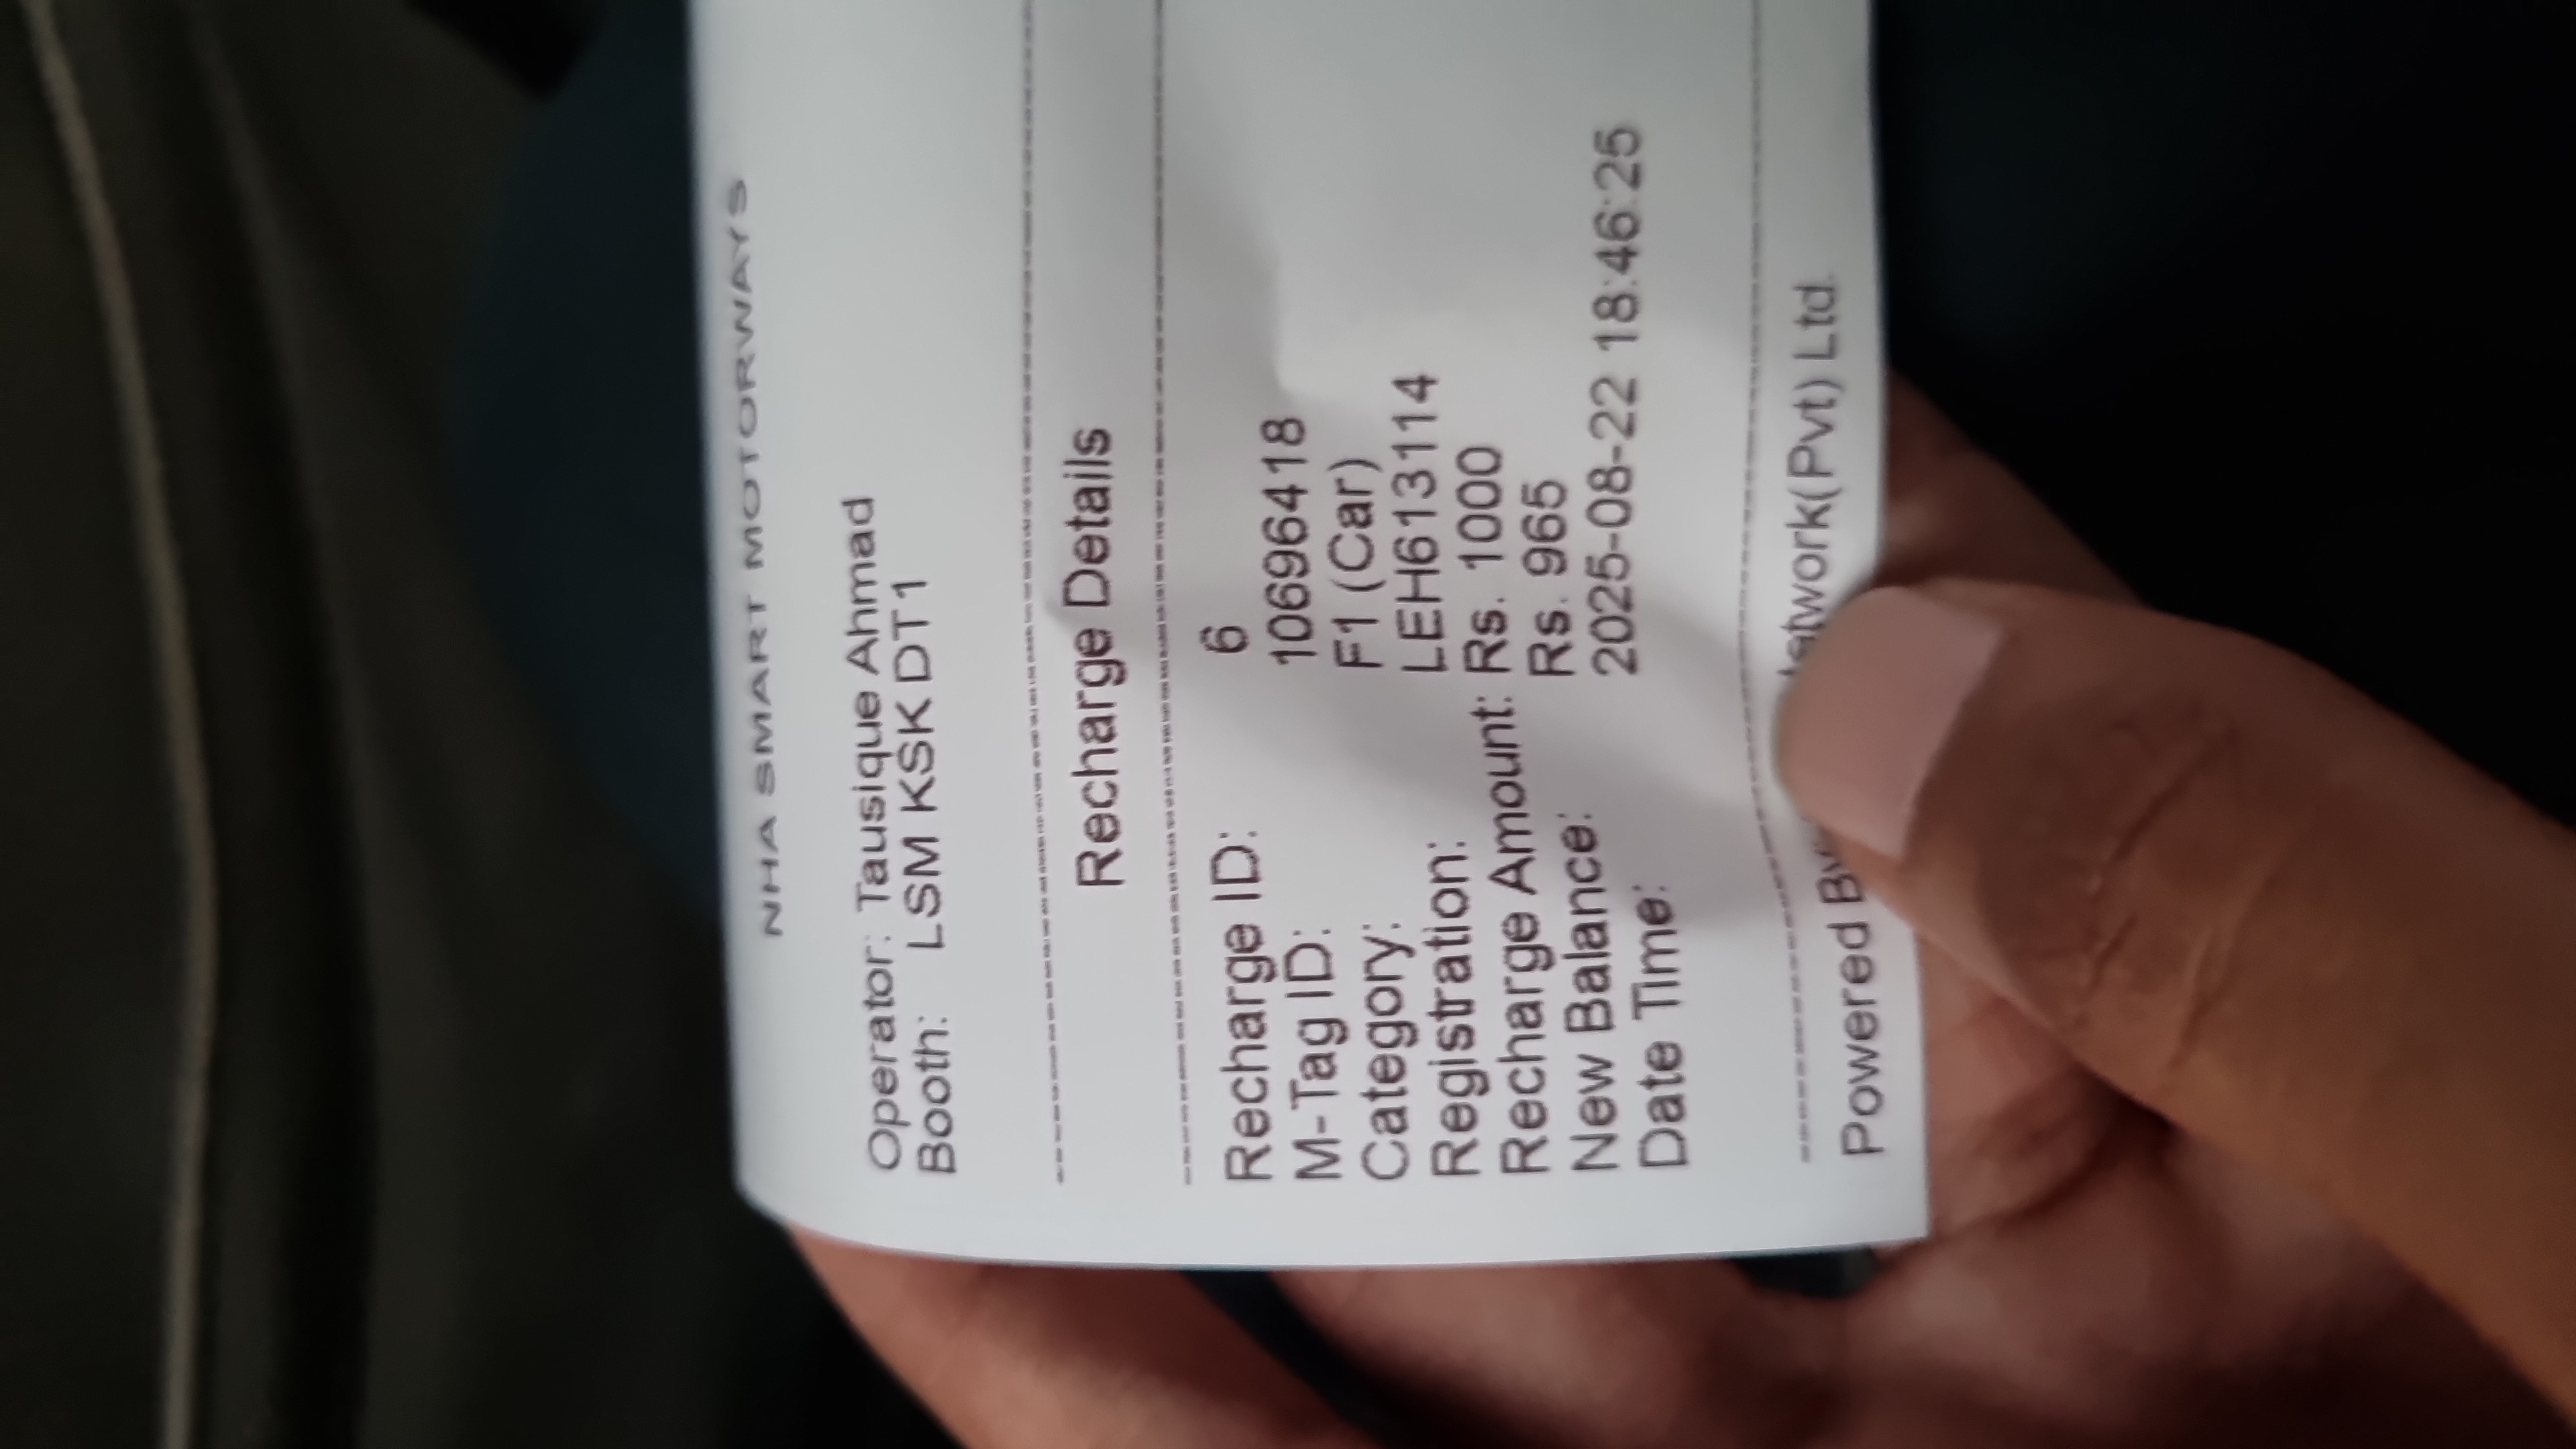 NHA SMART MOTORWAYS
Operator: Tausique Ahmad
Booth: LSM KSK DT1
Recharge Details
Recharge ID: 6
M-Tag ID: 10696418
Category: F1 (Car)
Registration: LEH613114
Recharge Amount: Rs. 1000
New Balance: Rs. 965
Date Time: 2025-08-22 18:46:25
Powered By (Pvt) Ltd.